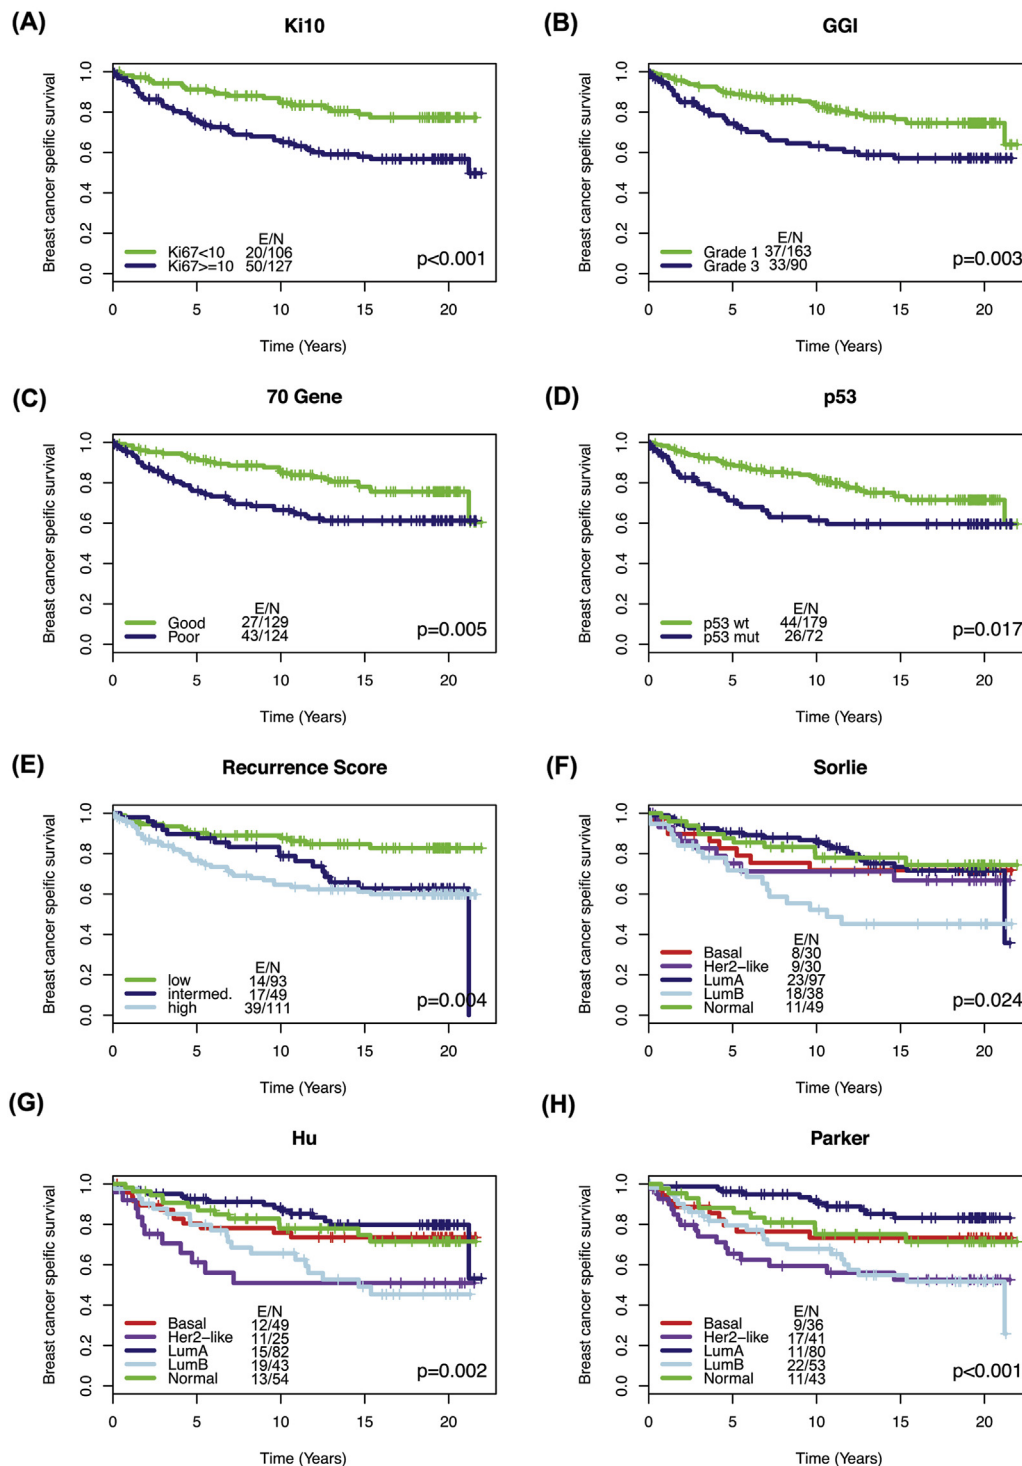 (A)
Ki10
Breast cancer speific survival
1.0
0.8
0.6
0.4
0.2
0.0
E/N
Ki67<10 20/106
Ki67>=10 50/127
p<0.001
0 5 10 15 20
Time (Years)
(B)
GGI
Breast cancer speific survival
1.0
0.8
0.6
0.4
0.2
0.0
E/N
Grade 1 37/163
Grade 3 33/90
p=0.003
0 5 10 15 20
Time (Years)
(C)
70 Gene
Breast cancer speific survival
1.0
0.8
0.6
0.4
0.2
0.0
E/N
Good 27/129
Poor 43/124
p=0.005
0 5 10 15 20
Time (Years)
(D)
p53
Breast cancer speific survival
1.0
0.8
0.6
0.4
0.2
0.0
E/N
p53 wt 44/179
p53 mut 26/72
p=0.017
0 5 10 15 20
Time (Years)
(E)
Recurrence Score
Breast cancer speific survival
1.0
0.8
0.6
0.4
0.2
0.0
E/N
low 14/93
intermed. 17/49
high 39/111
p=0.004
0 5 10 15 20
Time (Years)
(F)
Sorlie
Breast cancer speific survival
1.0
0.8
0.6
0.4
0.2
0.0
E/N
Basal 8/30
Her2-like 9/30
LumA 23/97
LumB 18/38
Normal 11/49
p=0.024
0 5 10 15 20
Time (Years)
(G)
Hu
Breast cancer speific survival
1.0
0.8
0.6
0.4
0.2
0.0
E/N
Basal 12/49
Her2-like 11/25
LumA 15/82
LumB 19/43
Normal 13/54
p=0.002
0 5 10 15 20
Time (Years)
(H)
Parker
Breast cancer speific survival
1.0
0.8
0.6
0.4
0.2
0.0
E/N
Basal 9/36
Her2-like 17/41
LumA 11/80
LumB 22/53
Normal 11/43
p<0.001
0 5 10 15 20
Time (Years)